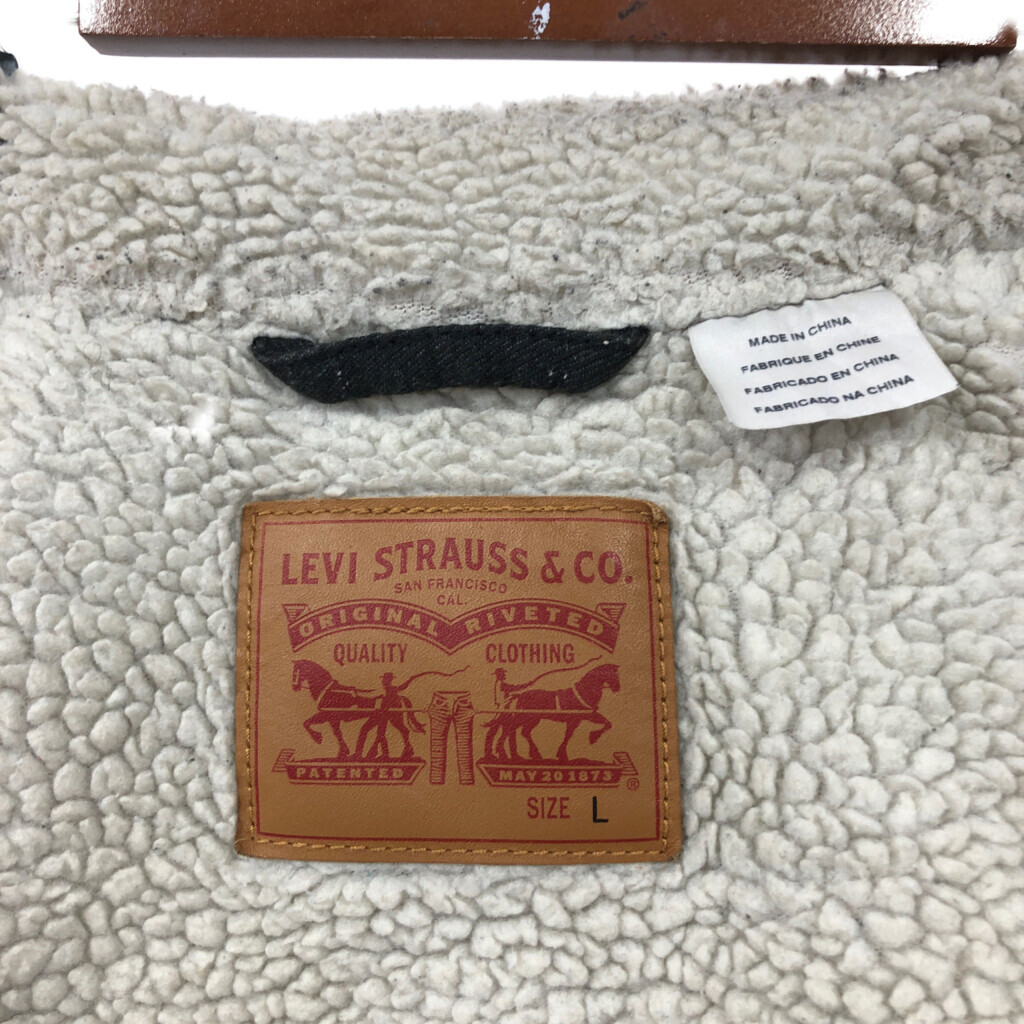 MADE IN CHINA
FABRIQUE EN CHINE
FABRICADO EN CHINA
FABRICADO NA CHINA
LEVI STRAUSS & CO.
SAN FRANCISCO
CAL.
ORIGINAL RIVETED
QUALITY CLOTHING
PATENTED MAY 20 1873 ®
SIZE L